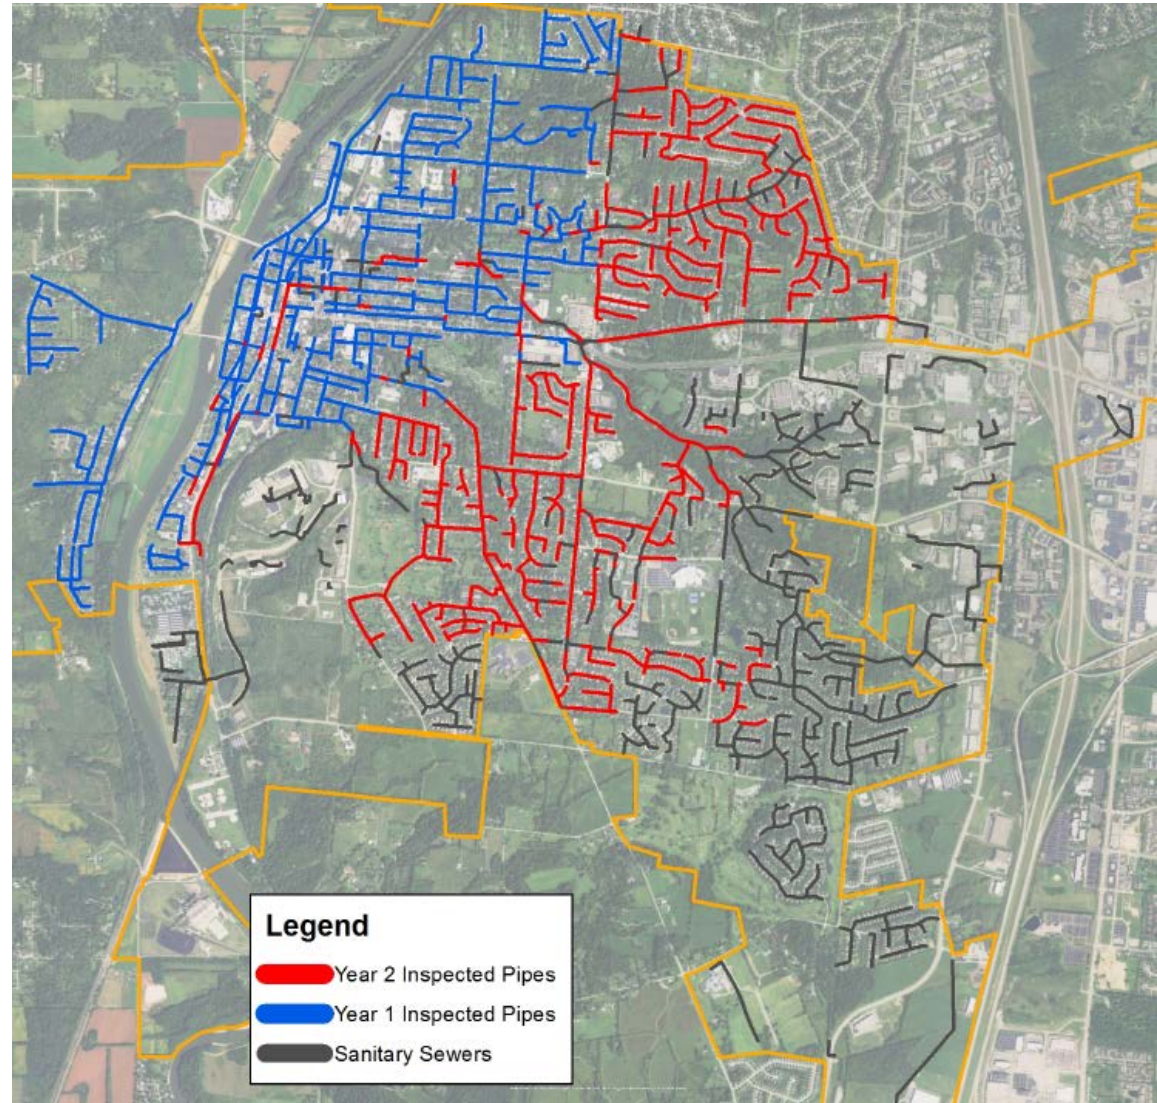 Legend
Year 2 Inspected Pipes
Year 1 Inspected Pipes
Sanitary Sewers